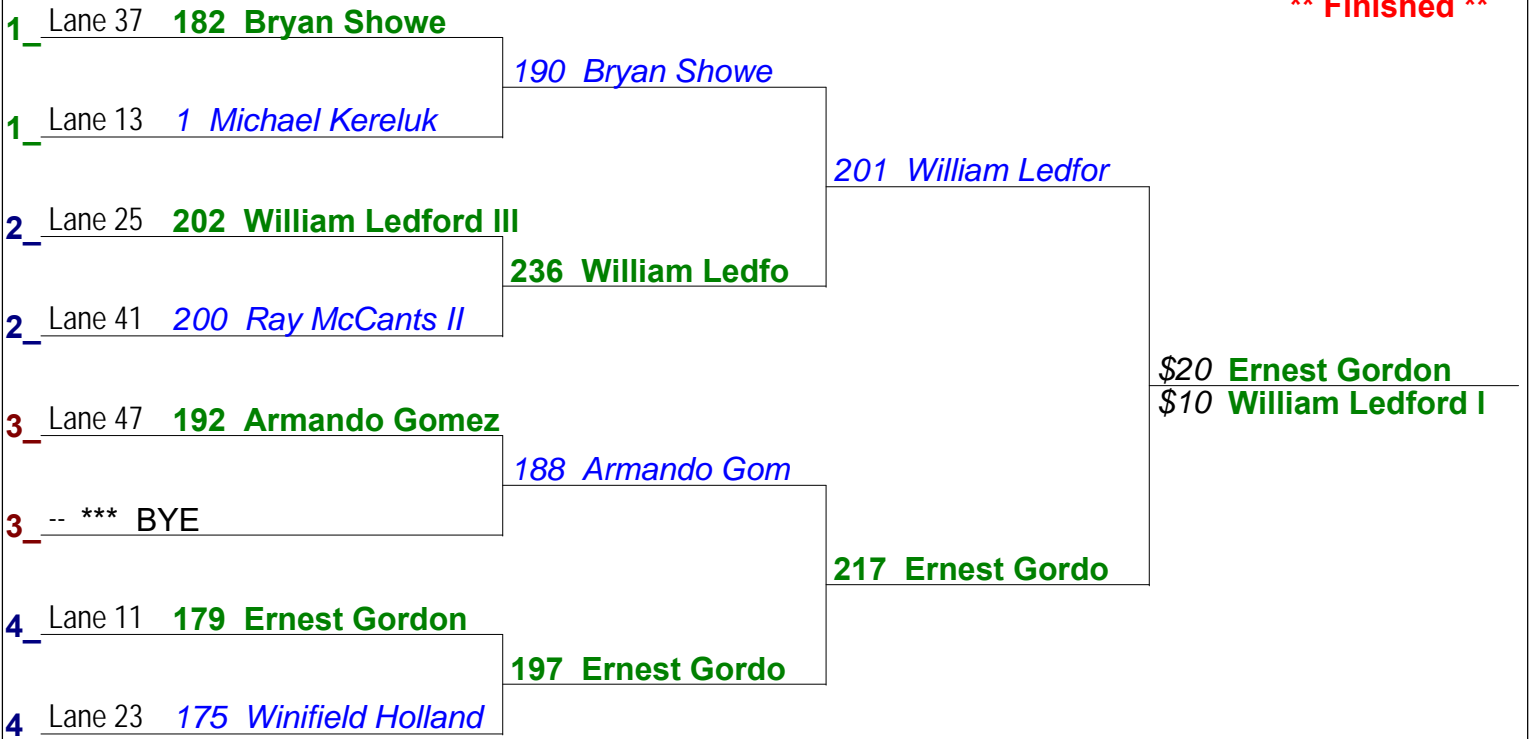 ** Finished **
1_ Lane 37 182 Bryan Showe
190 Bryan Showe
1_ Lane 13 1 Michael Kereluk
201 William Ledfor
2_ Lane 25 202 William Ledford III
236 William Ledfo
2_ Lane 41 200 Ray McCants II
$20 Ernest Gordon
$10 William Ledford I
3_ Lane 47 192 Armando Gomez
188 Armando Gom
3_ -- *** BYE
217 Ernest Gordo
4_ Lane 11 179 Ernest Gordon
197 Ernest Gordo
4 Lane 23 175 Winifield Holland